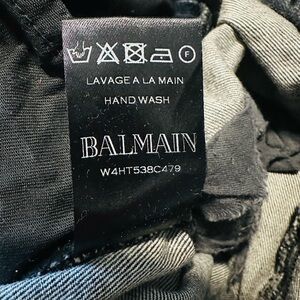 F
LAVAGE A LA MAIN
HAND WASH
BALMAIN
W4HT538C479